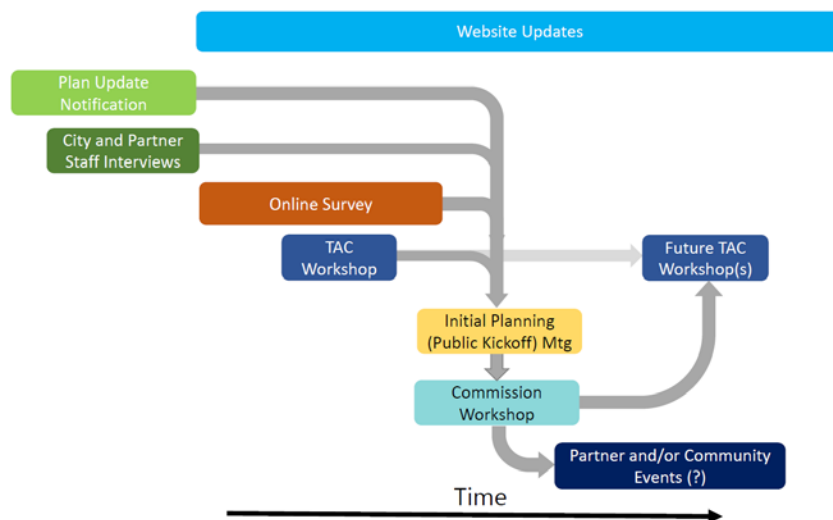 Website Updates
Plan Update
Notification
City and Partner
Staff Interviews
Online Survey
TAC
Workshop
Future TAC
Workshop(s)
Initial Planning
(Public Kickoff) Mtg
Commission
Workshop
Partner and/or Community
Events (?)
Time